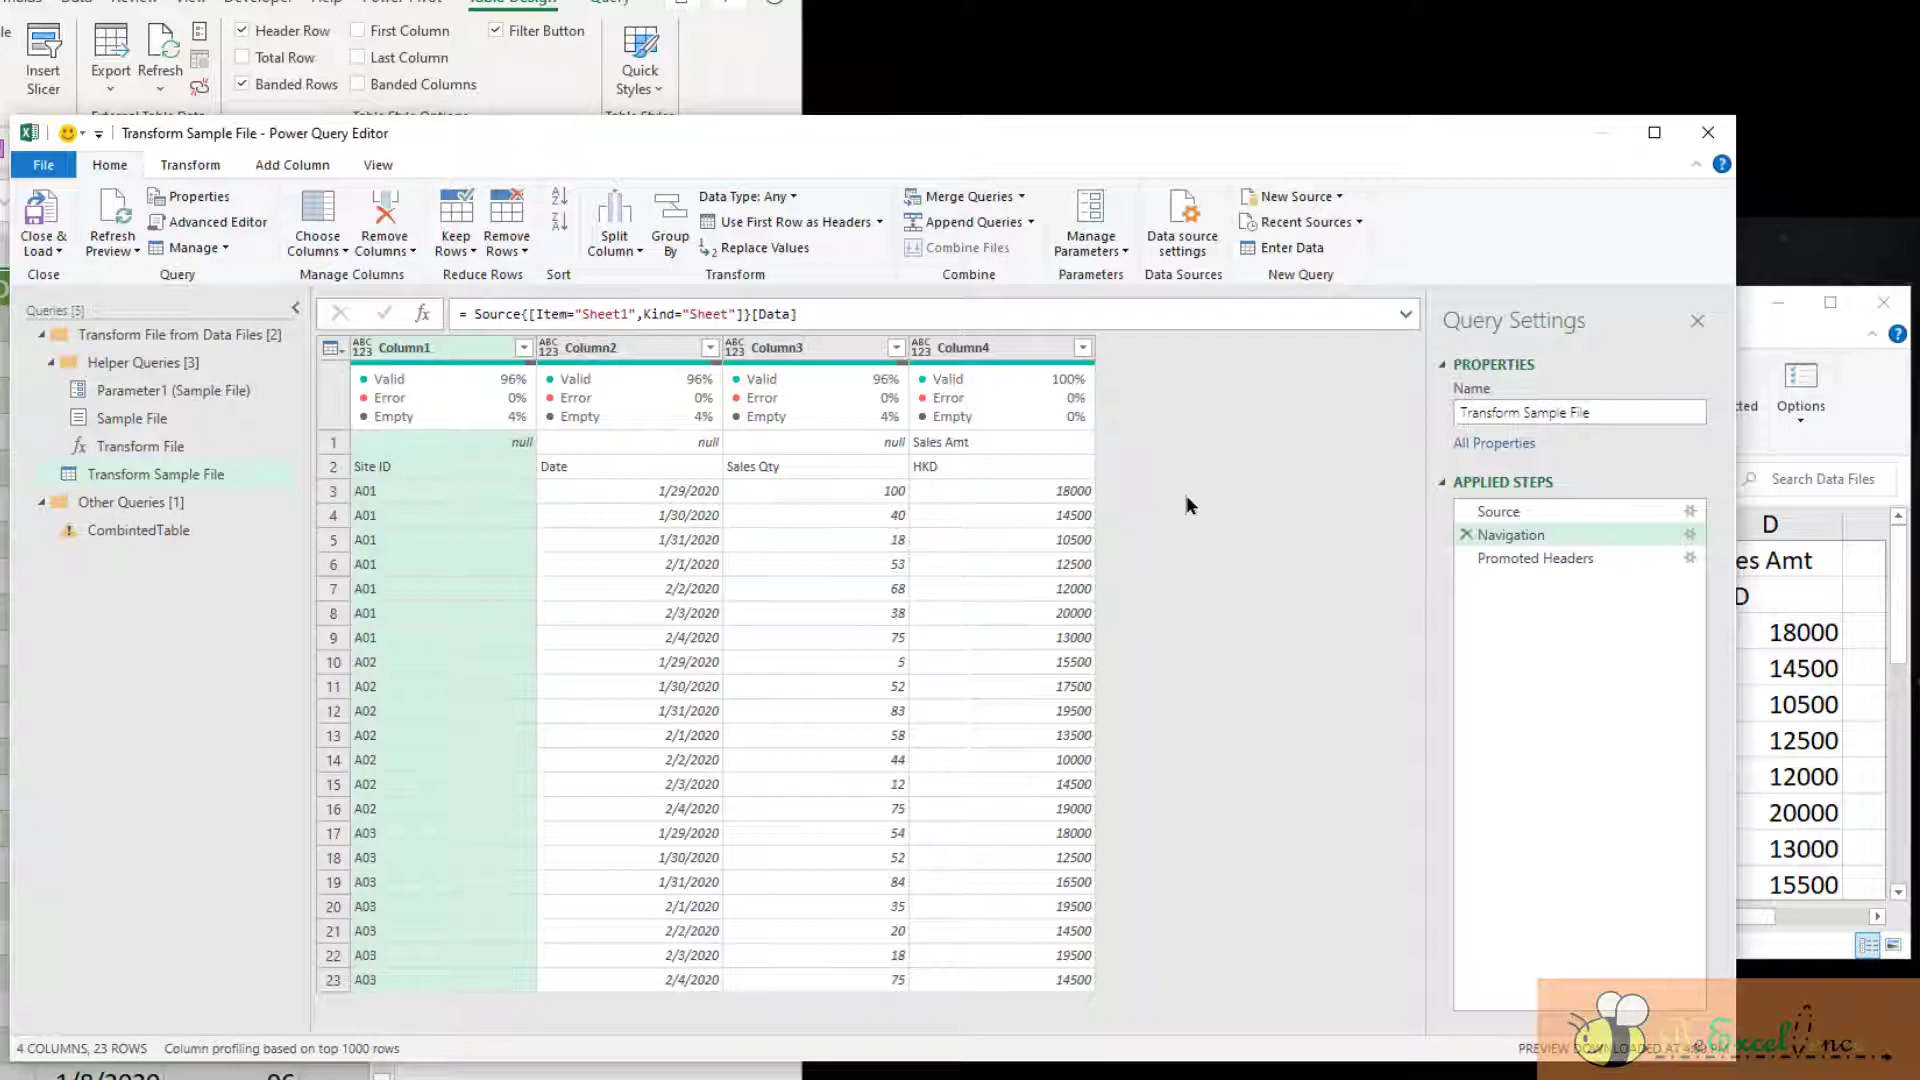 Table Design
Query
Header Row First Column Filter Button
Total Row Last Column
Banded Rows Banded Columns
Insert Slicer
Export
Refresh
Quick Styles
Transform Sample File - Power Query Editor
File Home Transform Add Column View
Close & Load
Refresh Preview
Properties
Advanced Editor
Manage
Choose Columns
Remove Columns
Keep Rows
Remove Rows
Split Column
Group By
Data Type: Any
Use First Row as Headers
Replace Values
Merge Queries
Append Queries
Combine Files
Manage Parameters
Data source settings
New Source
Recent Sources
Enter Data
Close Query Manage Columns Reduce Rows Sort Transform Combine Parameters Data Sources New Query
Queries [5]
Transform File from Data Files [2]
Helper Queries [3]
Parameter1 (Sample File)
Sample File
fx Transform File
Transform Sample File
Other Queries [1]
CombintedTable
fx = Source{[Item="Sheet1",Kind="Sheet"]}[Data]
ABC 123 Column1 ABC 123 Column2 ABC 123 Column3 ABC 123 Column4
Valid 96% Valid 96% Valid 96% Valid 100%
Error 0% Error 0% Error 0% Error 0%
Empty 4% Empty 4% Empty 4% Empty 0%
1 null null null Sales Amt
2 Site ID Date Sales Qty HKD
3 A01 1/29/2020 100 18000
4 A01 1/30/2020 40 14500
5 A01 1/31/2020 18 10500
6 A01 2/1/2020 53 12500
7 A01 2/2/2020 68 12000
8 A01 2/3/2020 38 20000
9 A01 2/4/2020 75 13000
10 A02 1/29/2020 5 15500
11 A02 1/30/2020 52 17500
12 A02 1/31/2020 83 19500
13 A02 2/1/2020 58 13500
14 A02 2/2/2020 44 10000
15 A02 2/3/2020 12 14500
16 A02 2/4/2020 75 19000
17 A03 1/29/2020 54 18000
18 A03 1/30/2020 52 12500
19 A03 1/31/2020 84 16500
20 A03 2/1/2020 35 19500
21 A03 2/2/2020 20 14500
22 A03 2/3/2020 18 19500
23 A03 2/4/2020 75 14500
Query Settings
PROPERTIES
Name
Transform Sample File
All Properties
APPLIED STEPS
Source
Navigation
Promoted Headers
Options
Search Data Files
D
es Amt
D
18000
14500
10500
12500
12000
20000
13000
15500
4 COLUMNS, 23 ROWS Column profiling based on top 1000 rows
PREVIEW DOWNLOADED AT